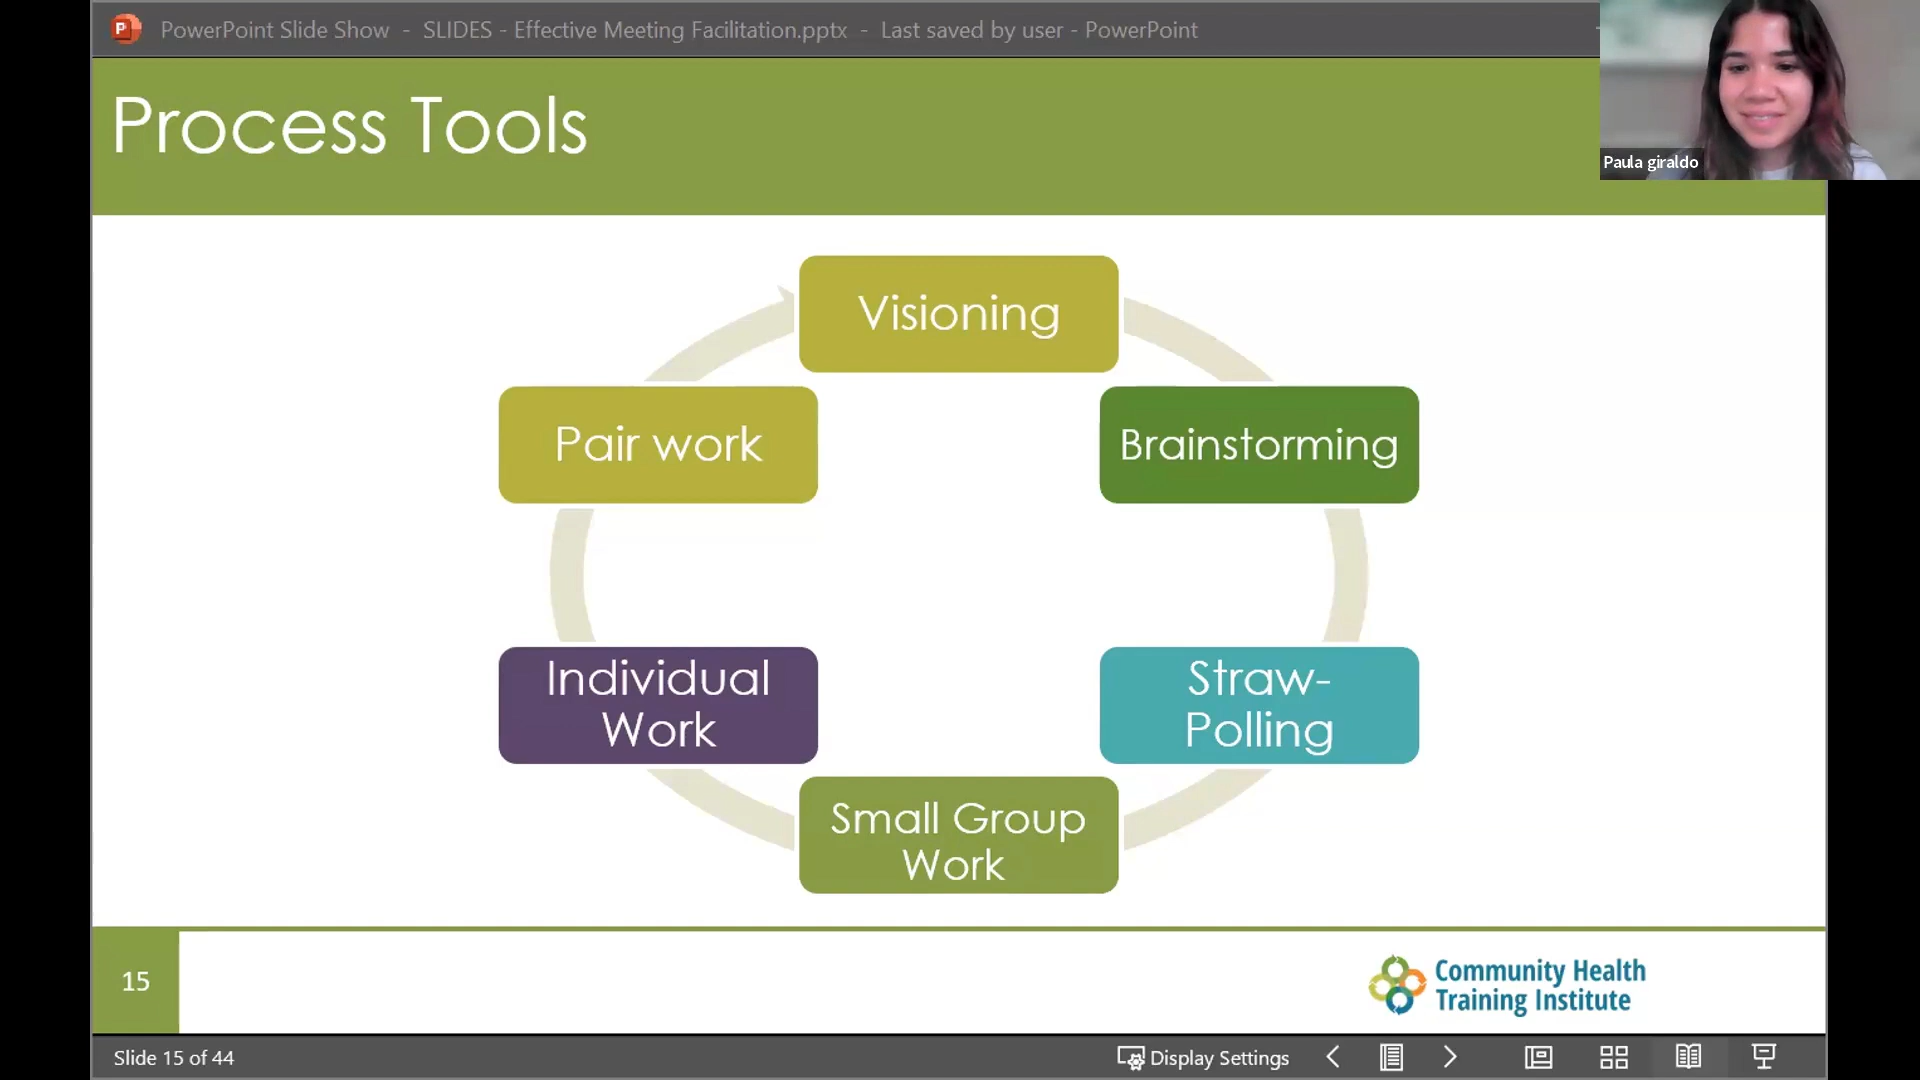 PowerPoint Slide Show - SLIDES - Effective Meeting Facilitation.pptx - Last saved by user - PowerPoint
Process Tools
Paula giraldo
Visioning
Pair work
Brainstorming
Individual
Work
Straw-
Polling
Small Group
Work
15
Community Health
Training Institute
Slide 15 of 44
Display Settings